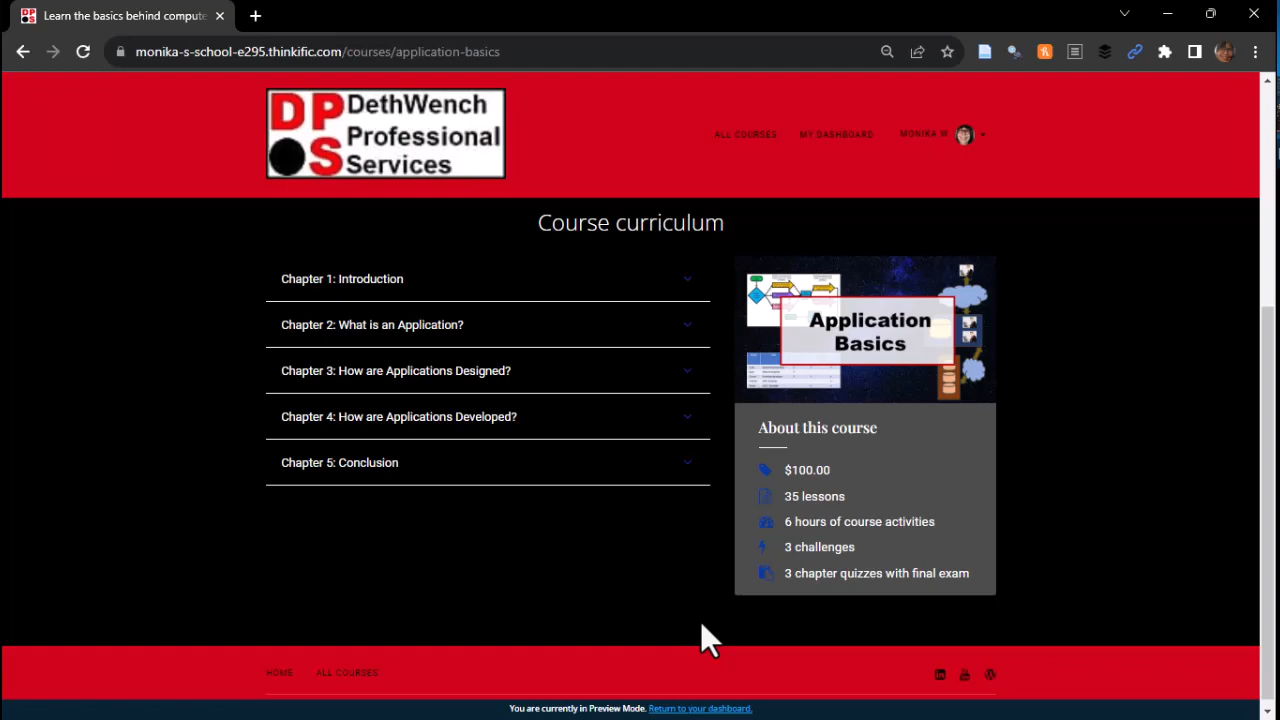 Learn the basics behind compute
monika-s-school-e295.thinkific.com/courses/application-basics
DPS DethWench
Professional
Services
ALL COURSES MY DASHBOARD MONIKA W
Course curriculum
Chapter 1: Introduction
Chapter 2: What is an Application?
Chapter 3: How are Applications Designed?
Chapter 4: How are Applications Developed?
Chapter 5: Conclusion
Application
Basics
About this course
$100.00
35 lessons
6 hours of course activities
3 challenges
3 chapter quizzes with final exam
HOME ALL COURSES
You are currently in Preview Mode. Return to your dashboard.